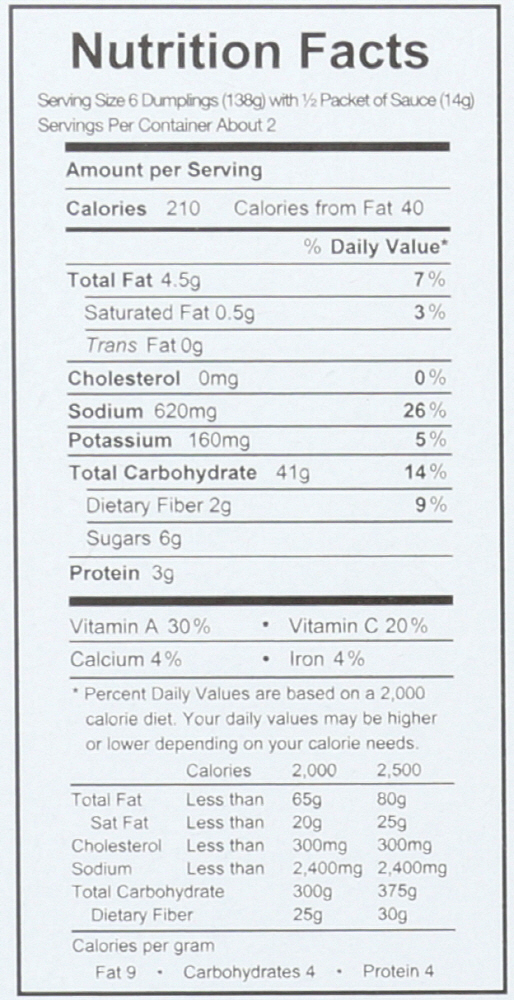 Nutrition Facts
Serving Size 6 Dumplings (138g) with ½ Packet of Sauce (14g)
Servings Per Container About 2
Amount per Serving
Calories 210 Calories from Fat 40
% Daily Value*
Total Fat 4.5g 7%
Saturated Fat 0.5g 3%
Trans Fat 0g
Cholesterol 0mg 0%
Sodium 620mg 26%
Potassium 160mg 5%
Total Carbohydrate 41g 14%
Dietary Fiber 2g 9%
Sugars 6g
Protein 3g
Vitamin A 30% • Vitamin C 20%
Calcium 4% • Iron 4%
* Percent Daily Values are based on a 2,000
calorie diet. Your daily values may be higher
or lower depending on your calorie needs.
Calories 2,000 2,500
Total Fat Less than 65g 80g
Sat Fat Less than 20g 25g
Cholesterol Less than 300mg 300mg
Sodium Less than 2,400mg 2,400mg
Total Carbohydrate 300g 375g
Dietary Fiber 25g 30g
Calories per gram
Fat 9 • Carbohydrates 4 • Protein 4